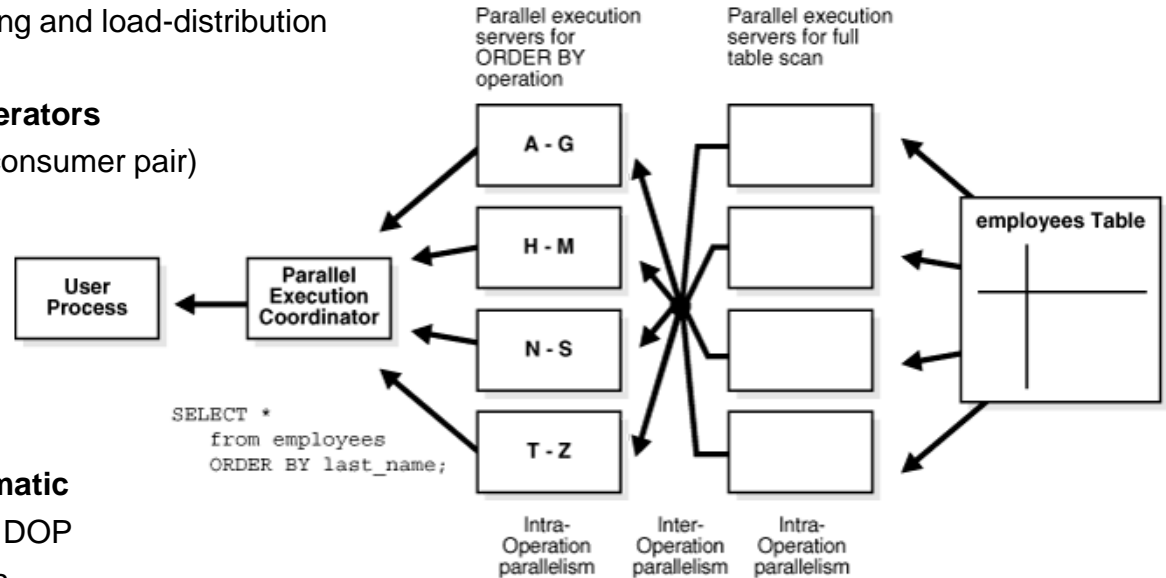 ng and load-distribution
erators
consumer pair)
matic
DOP
Parallel execution
servers for
ORDER BY
operation
Parallel execution
servers for full
table scan
A - G
H - M
N - S
T - Z
employees Table
User
Process
Parallel
Execution
Coordinator
SELECT *
from employees
ORDER BY last_name;
Intra-
Operation
parallelism
Inter-
Operation
parallelism
Intra-
Operation
parallelism